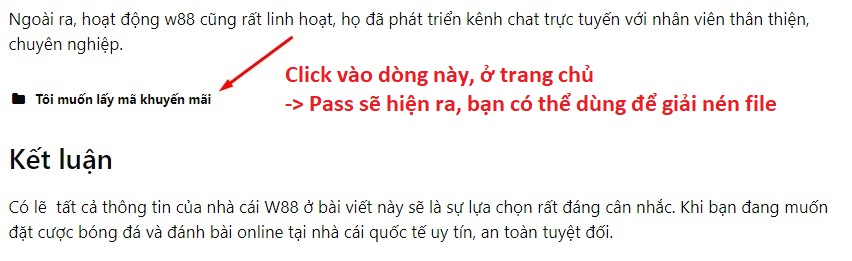 Ngoài ra, hoạt động w88 cũng rất linh hoạt, họ đã phát triển kênh chat trực tuyến với nhân viên thân thiện,
chuyên nghiệp.
Click vào dòng này, ở trang chủ
-> Pass sẽ hiện ra, bạn có thể dùng để giải nén file
Tôi muốn lấy mã khuyến mãi
Kết luận
Có lẽ  tất cả thông tin của nhà cái W88 ở bài viết này sẽ là sự lựa chọn rất đáng cân nhắc. Khi bạn đang muốn
đặt cược bóng đá và đánh bài online tại nhà cái quốc tế uy tín, an toàn tuyệt đối.